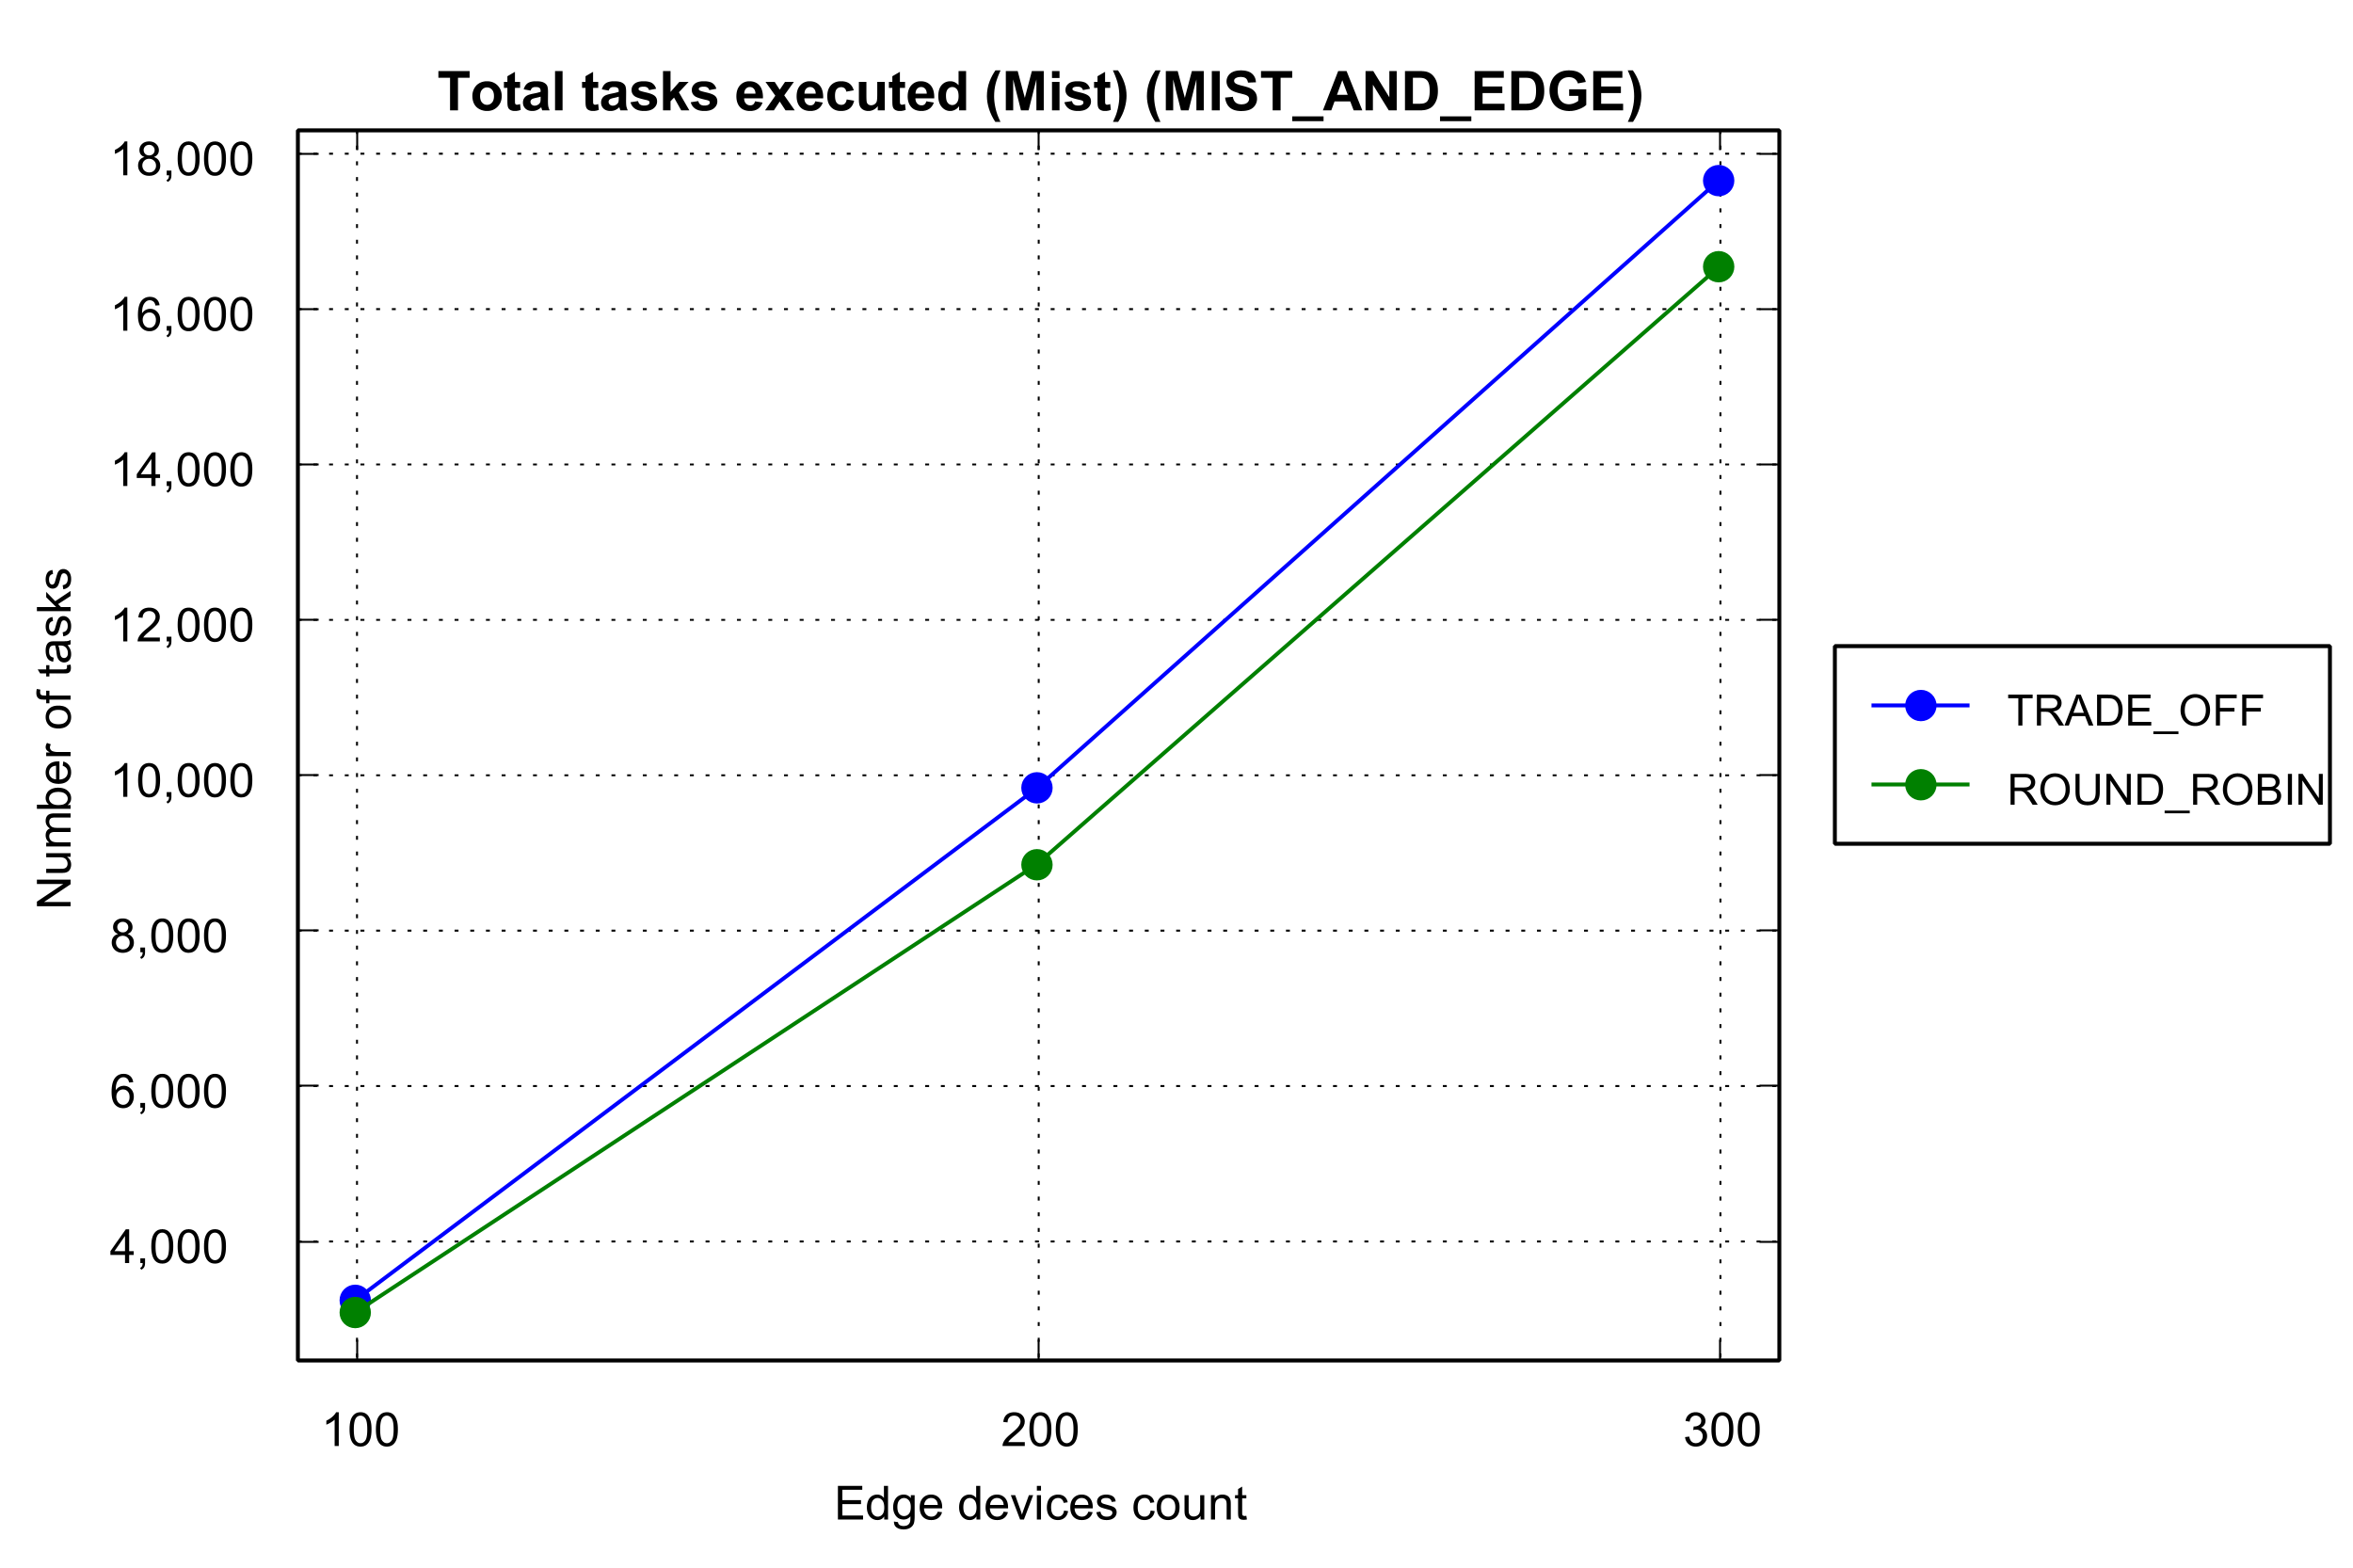 Total tasks executed (Mist) (MIST_AND_EDGE)
18,000
16,000
14,000
12,000
10,000
8,000
6,000
4,000
Number of tasks
TRADE_OFF
ROUND_ROBIN
100
200
300
Edge devices count